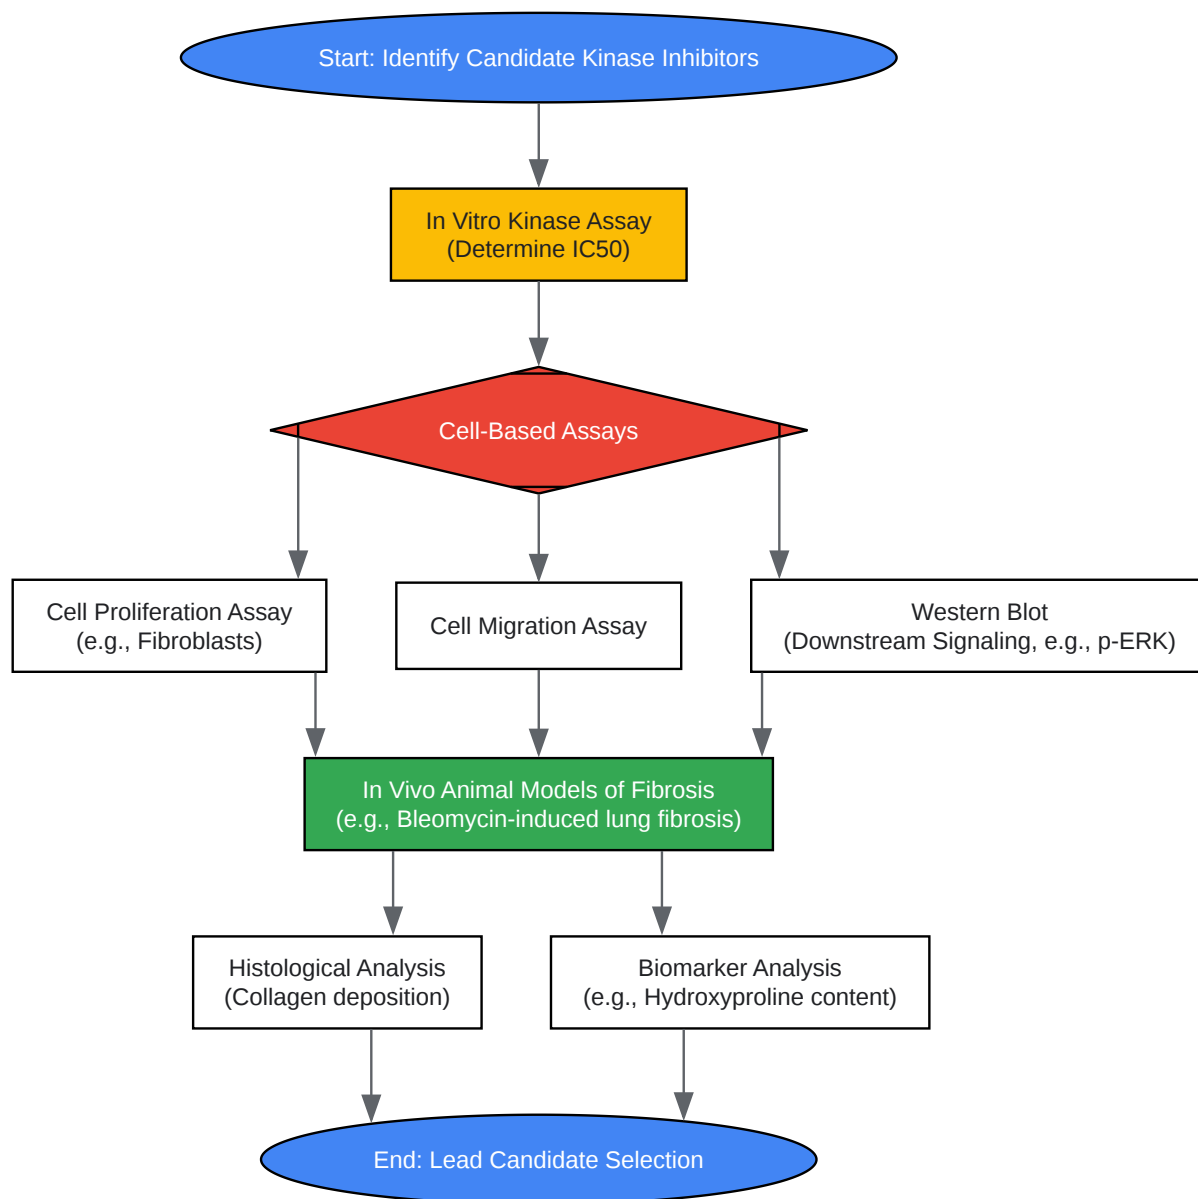 Start: Identify Candidate Kinase Inhibitors
In Vitro Kinase Assay
(Determine IC50)
Cell-Based Assays
Cell Proliferation Assay
(e.g., Fibroblasts)
Cell Migration Assay
Western Blot
(Downstream Signaling, e.g., p-ERK)
In Vivo Animal Models of Fibrosis
(e.g., Bleomycin-induced lung fibrosis)
Histological Analysis
(Collagen deposition)
Biomarker Analysis
(e.g., Hydroxyproline content)
End: Lead Candidate Selection